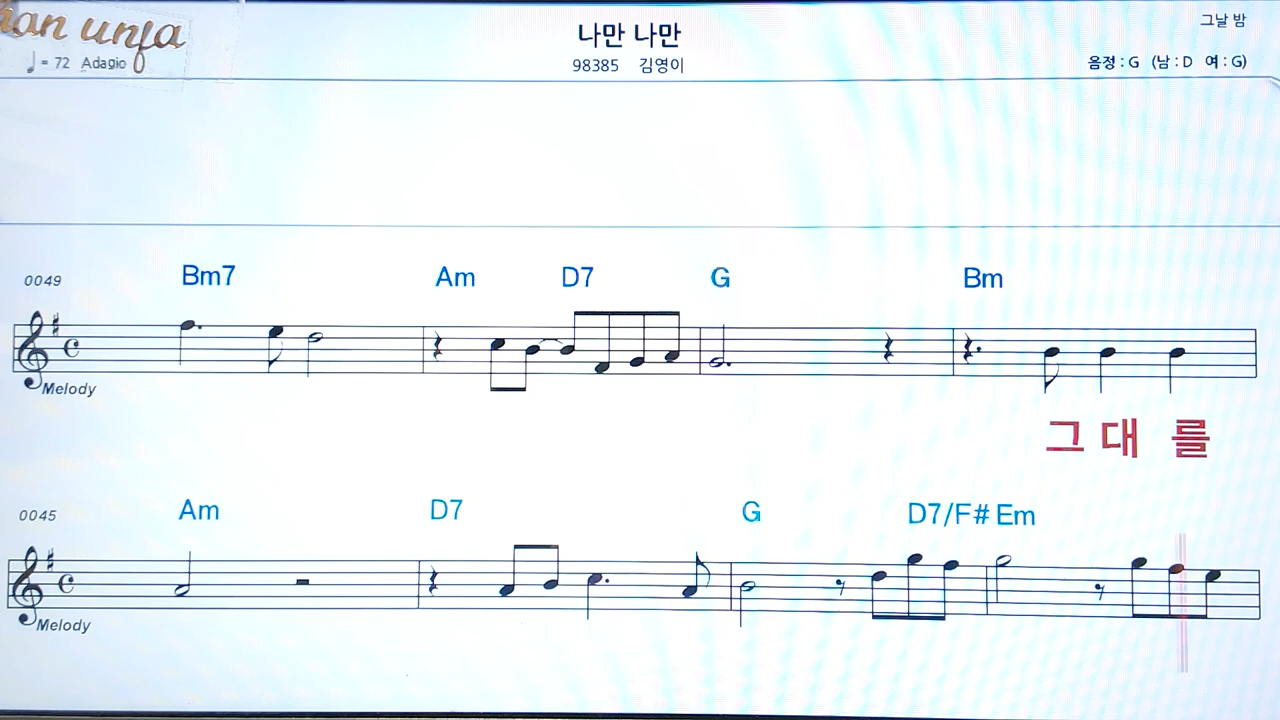 unfa
나만 나만
그날 밤
♩= 72 Adagio
98385 김영이
음정 : G (남 : D 여 : G)
0049
Bm7 Am D7 G Bm
Melody
그 대 를
0045
Am D7 G D7/F# Em
Melody